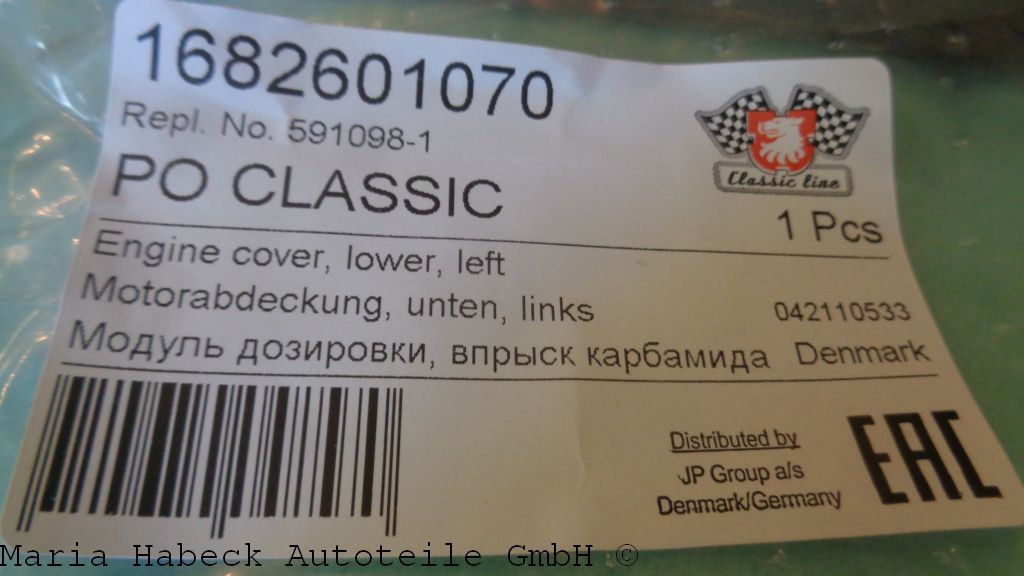 1682601070
Repl. No. 591098-1
PO CLASSIC
Classic line
1 Pcs
Engine cover, lower, left
Motorabdeckung, unten, links 042110533
Модуль дозировки, впрыск карбамида Denmark
Distributed by
JP Group a/s
Denmark/Germany
EAC
Maria Habeck Autoteile GmbH ©